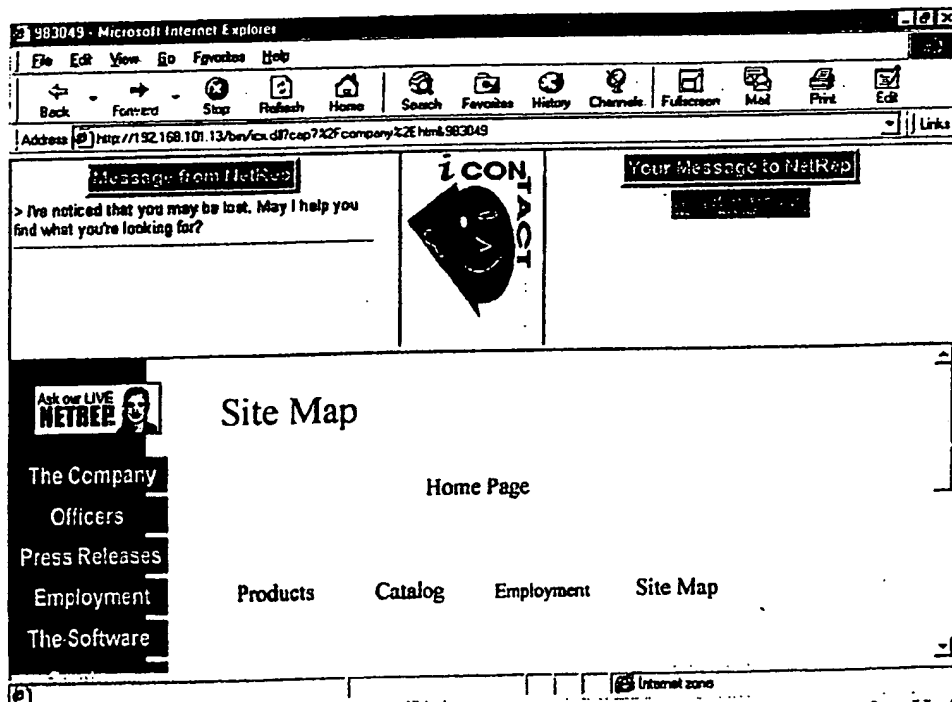 983049 - Microsoft Internet Explorer
File Edit View Go Favorites Help
Back Forward Stop Refresh Home Search Favorites History Channels Fullscreen Mail Print Edit
Address http://192.168.101.13/bin/icx.dll?cap?%2Fcompany%2Ehtm&983049 Links
Message from NetRep
> I've noticed that you may be lost. May I help you
find what you're looking for?
i CONTACT
Your Message to NetRep
Ask our LIVE
NETREP
Site Map
The Company
Officers
Press Releases
Employment
The Software
Home Page
Products Catalog Employment Site Map
Internet zone